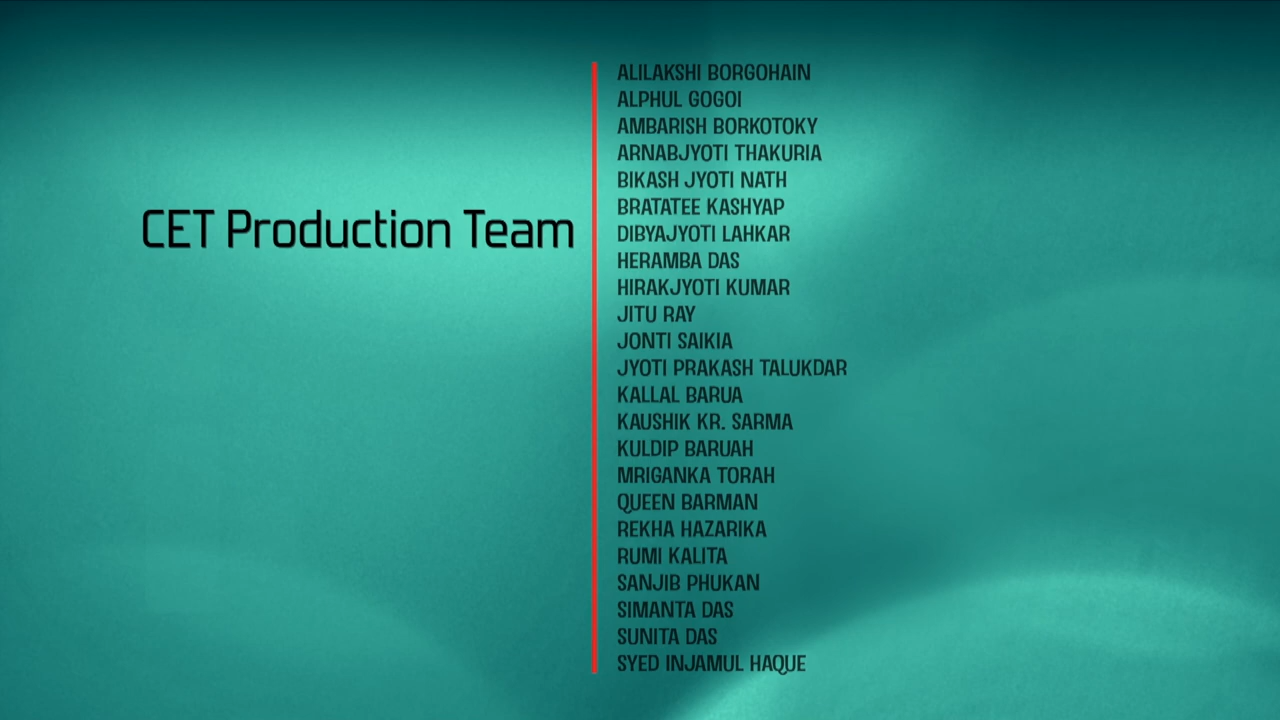 CET Production Team
ALILAKSHI BORGOHAIN
ALPHUL GOGOI
AMBARISH BORKOTOKY
ARNABJYOTI THAKURIA
BIKASH JYOTI NATH
BRATATEE KASHYAP
DIBYAJYOTI LAHKAR
HERAMBA DAS
HIRAKJYOTI KUMAR
JITU RAY
JONTI SAIKIA
JYOTI PRAKASH TALUKDAR
KALLAL BARUA
KAUSHIK KR. SARMA
KULDIP BARUAH
MRIGANKA TORAH
QUEEN BARMAN
REKHA HAZARIKA
RUMI KALITA
SANJIB PHUKAN
SIMANTA DAS
SUNITA DAS
SYED INJAMUL HAQUE